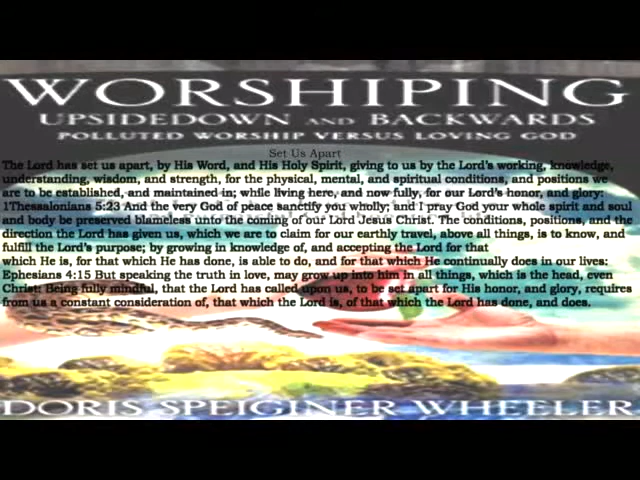 WORSHIPING
UPSIDEDOWN AND BACKWARDS
POLLUTED WORSHIP VERSUS LOVING GOD
Set Us Apart
The Lord has set us apart, by His Word, and His Holy Spirit, giving to us by the Lord's working, knowledge,
understanding, wisdom, and strength, for the physical, mental, and spiritual conditions, and positions we
are to be established, and maintained in; while living here, and now fully, for our Lord's honor, and glory:
1Thessalonians 5:23 And the very God of peace sanctify you wholly; and I pray God your whole spirit and soul
and body be preserved blameless unto the coming of our Lord Jesus Christ. The conditions, positions, and the
direction the Lord has given us, which we are to claim for our earthly travel, above all things, is to know, and
fulfill the Lord's purpose; by growing in knowledge of, and accepting the Lord for that
which He is, for that which He has done, is able to do, and for that which He continually does in our lives:
Ephesians 4:15 But speaking the truth in love, may grow up into him in all things, which is the head, even
Christ: Being fully mindful, that the Lord has called upon us, to be set apart for His honor, and glory, requires
from us a constant consideration of, that which the Lord is, of that which the Lord has done, and does.
DORIS SPEIGINER WHEELER